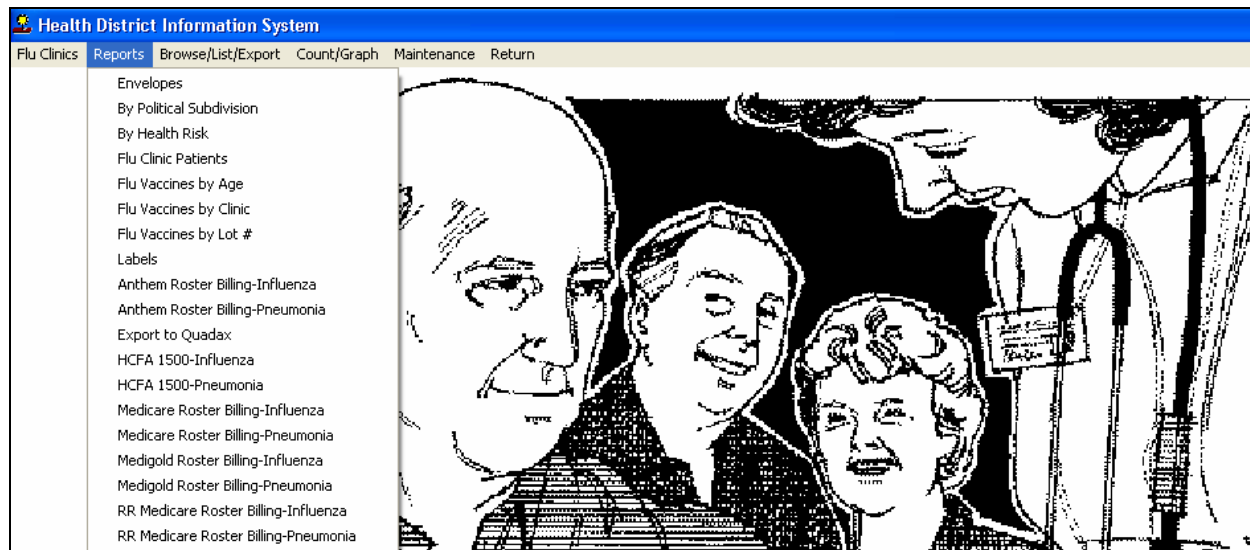 Health District Information System
Flu Clinics Reports Browse/List/Export Count/Graph Maintenance Return
Envelopes
By Political Subdivision
By Health Risk
Flu Clinic Patients
Flu Vaccines by Age
Flu Vaccines by Clinic
Flu Vaccines by Lot #
Labels
Anthem Roster Billing-Influenza
Anthem Roster Billing-Pneumonia
Export to Quadax
HCFA 1500-Influenza
HCFA 1500-Pneumonia
Medicare Roster Billing-Influenza
Medicare Roster Billing-Pneumonia
Medigold Roster Billing-Influenza
Medigold Roster Billing-Pneumonia
RR Medicare Roster Billing-Influenza
RR Medicare Roster Billing-Pneumonia